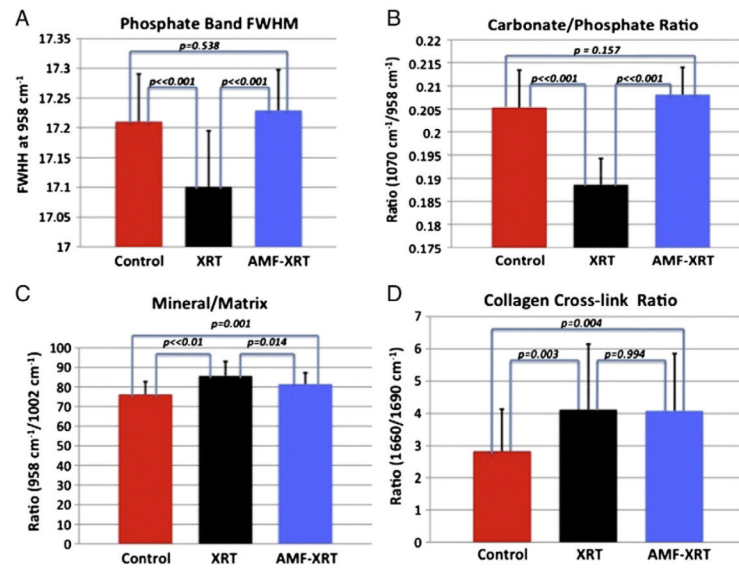 A
Phosphate Band FWHM
17.35
17.3
17.25
17.2
17.15
17.1
17.05
17
FWHH at 958 cm⁻¹
p=0.538
p<<0.001
p<<0.001
Control
XRT
AMF-XRT
B
Carbonate/Phosphate Ratio
0.22
0.215
0.21
0.205
0.2
0.195
0.19
0.185
0.18
0.175
Ratio (1070 cm⁻¹/958 cm⁻¹)
p = 0.157
p<<0.001
p<<0.001
Control
XRT
AMF-XRT
C
Mineral/Matrix
100
90
80
70
60
50
40
30
20
10
0
Ratio (958 cm⁻¹/1002 cm⁻¹)
p=0.001
p<<0.01
p=0.014
Control
XRT
AMF-XRT
D
Collagen Cross-link Ratio
7
6
5
4
3
2
1
0
Ratio (1660/1690 cm⁻¹)
p=0.004
p=0.003
p=0.994
Control
XRT
AMF-XRT